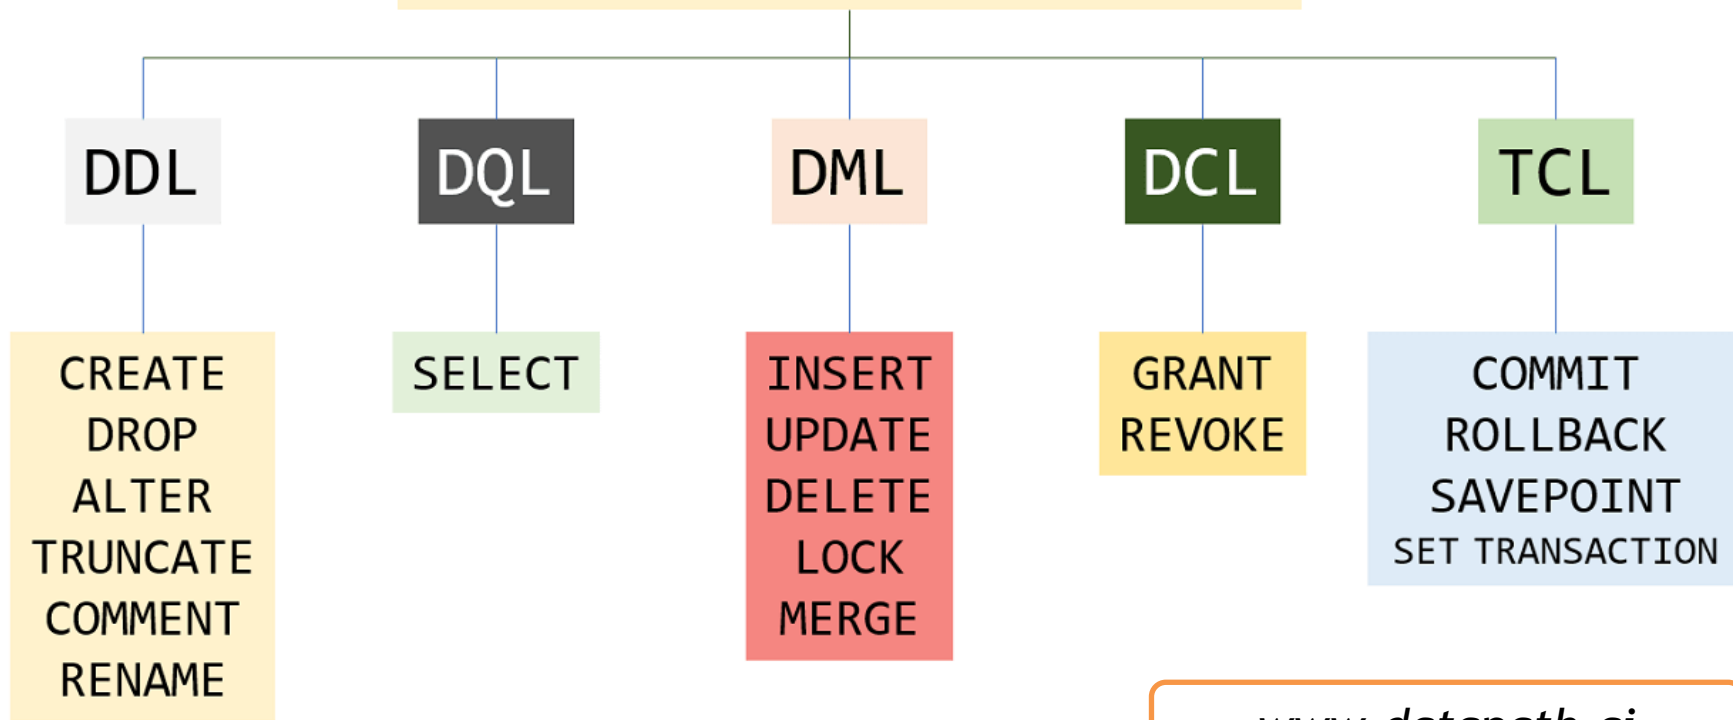 DDL
DQL
DML
DCL
TCL
CREATE
DROP
ALTER
TRUNCATE
COMMENT
RENAME
SELECT
INSERT
UPDATE
DELETE
LOCK
MERGE
GRANT
REVOKE
COMMIT
ROLLBACK
SAVEPOINT
SET TRANSACTION